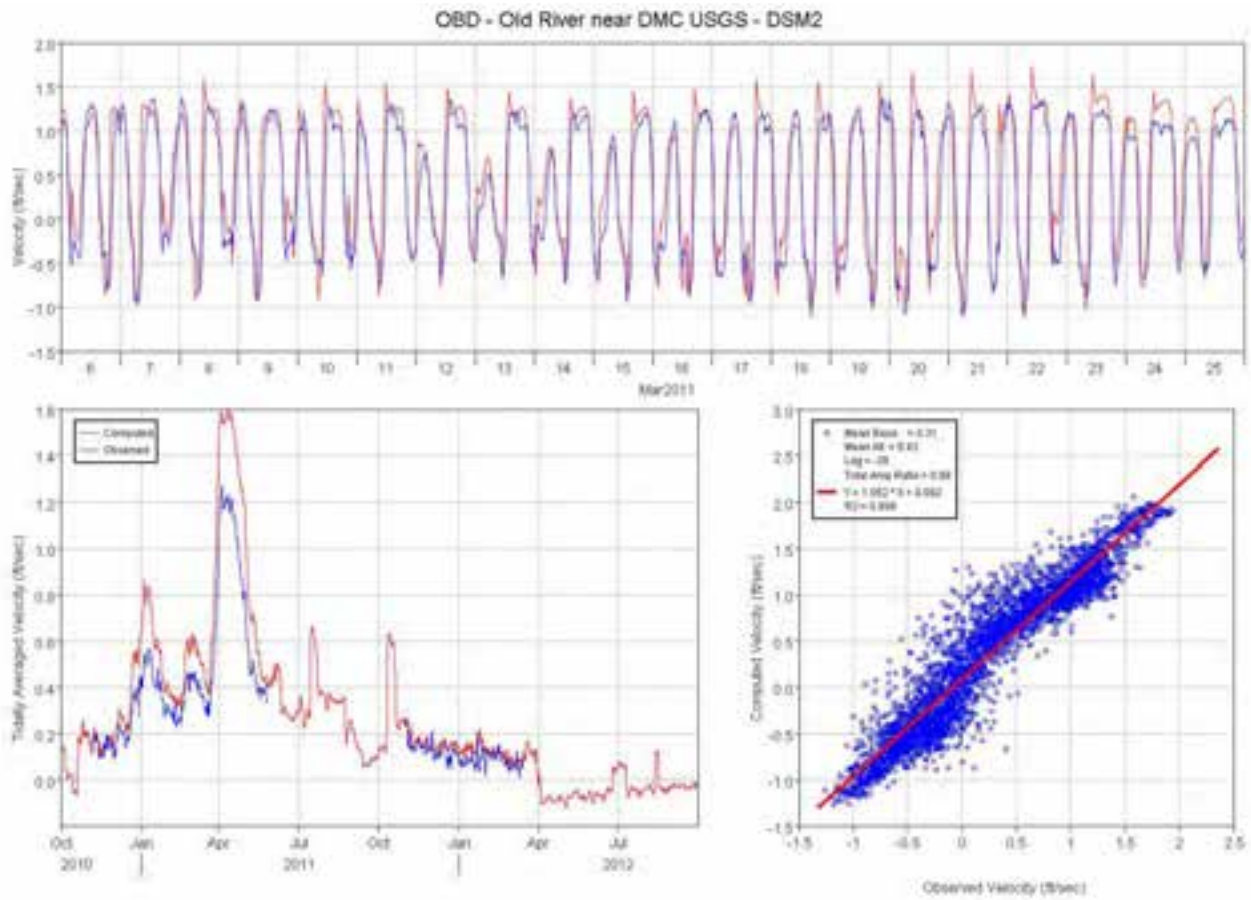 OBD - Old River near DMC USGS - DSM2
Velocity (ft/sec)
2.0
1.5
1.0
0.5
0.0
-0.5
-1.0
-1.5
6 7 8 9 10 11 12 13 14 15 16 17 18 19 20 21 22 23 24 25
Mar2011
Tidally Averaged Velocity (ft/sec)
1.6
1.4
1.2
1.0
0.8
0.6
0.4
0.2
0.0
Computed
Observed
Oct Jan Apr Jul Oct Jan Apr Jul
2010 2011 2012
Computed Velocity (ft/sec)
3.0
2.5
2.0
1.5
1.0
0.5
0.0
-0.5
-1.0
-1.5
Mean
Mean
Total Amp Ratio
-1.5 -1 -0.5 0 0.5 1 1.5 2 2.5
Observed Velocity (ft/sec)